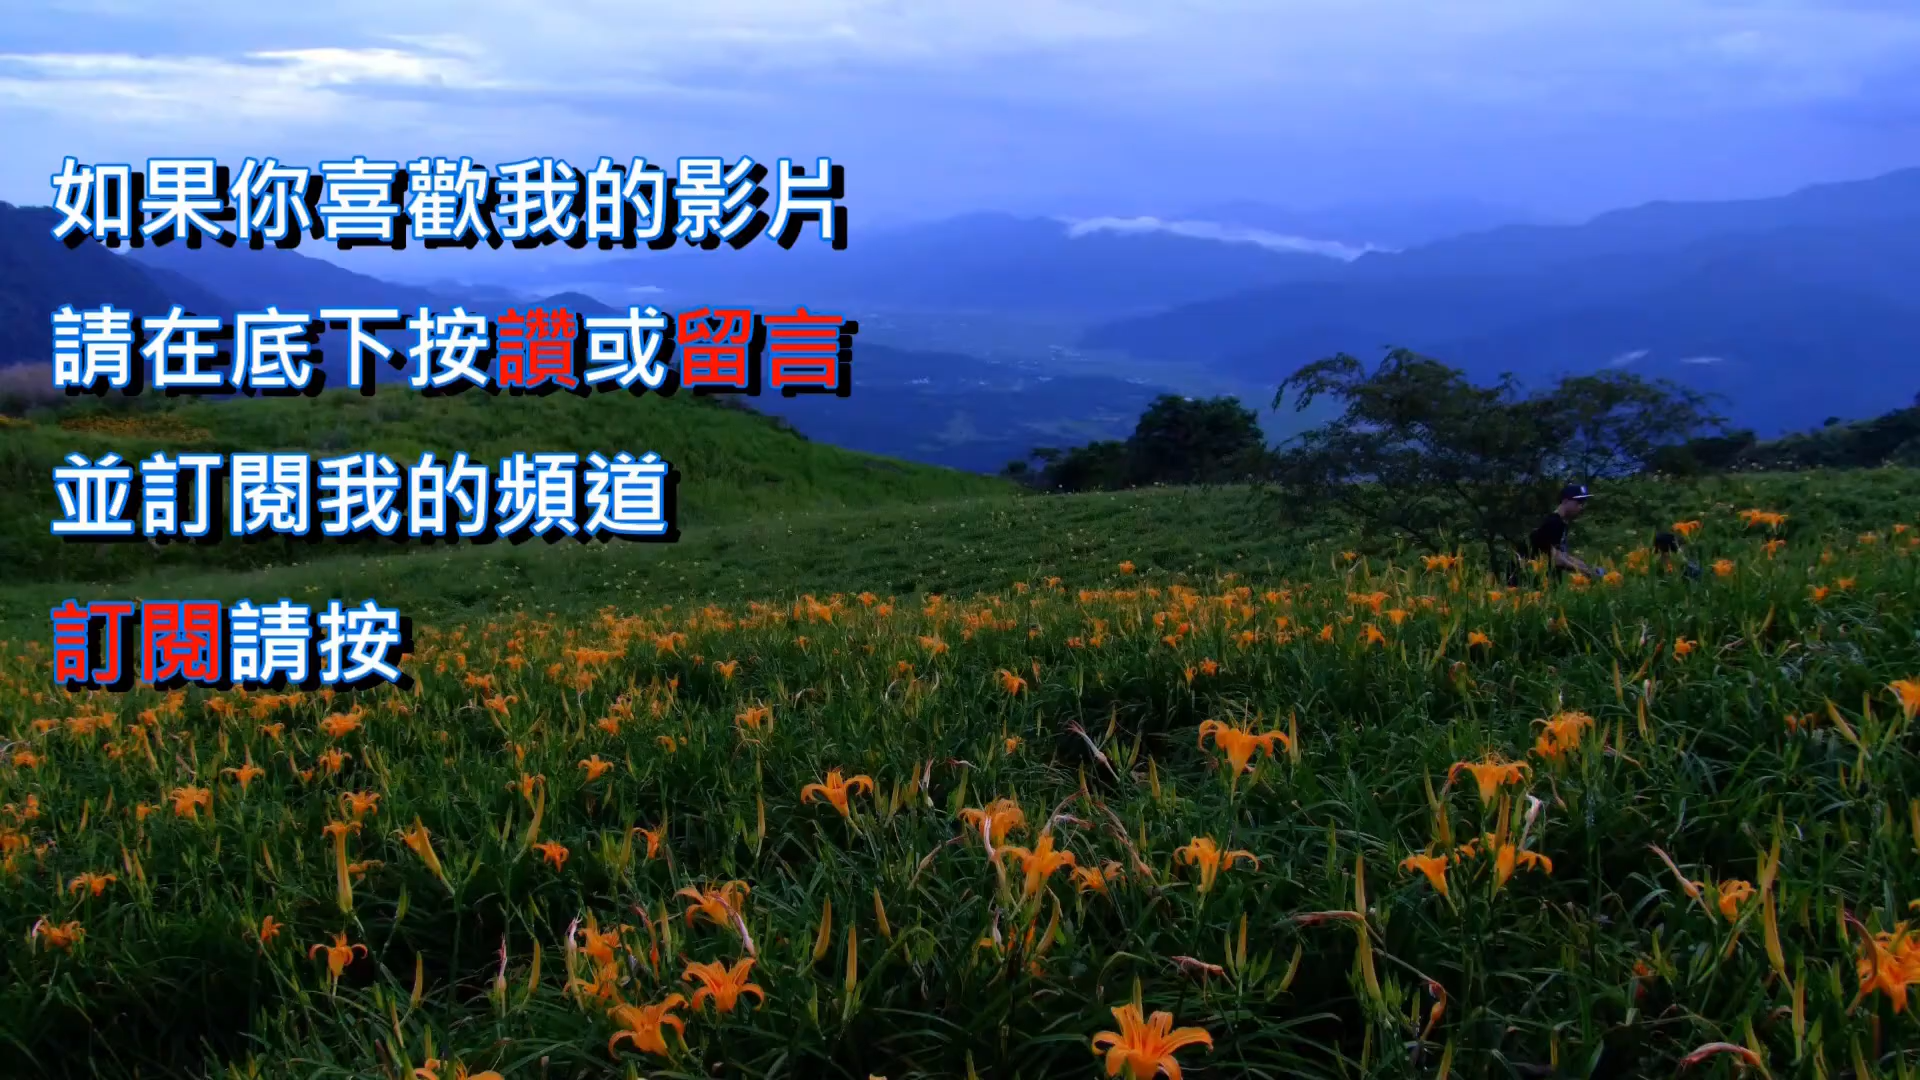 如果你喜歡我的影片
請在底下按讚或留言
並訂閱我的頻道
訂閱請按